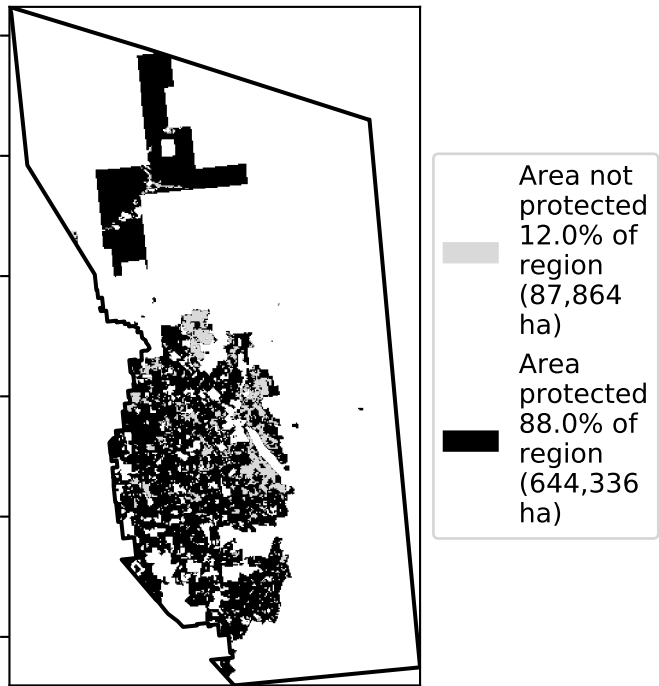 Area not
protected
12.0% of
region
(87,864
ha)
Area
protected
88.0% of
region
(644,336
ha)